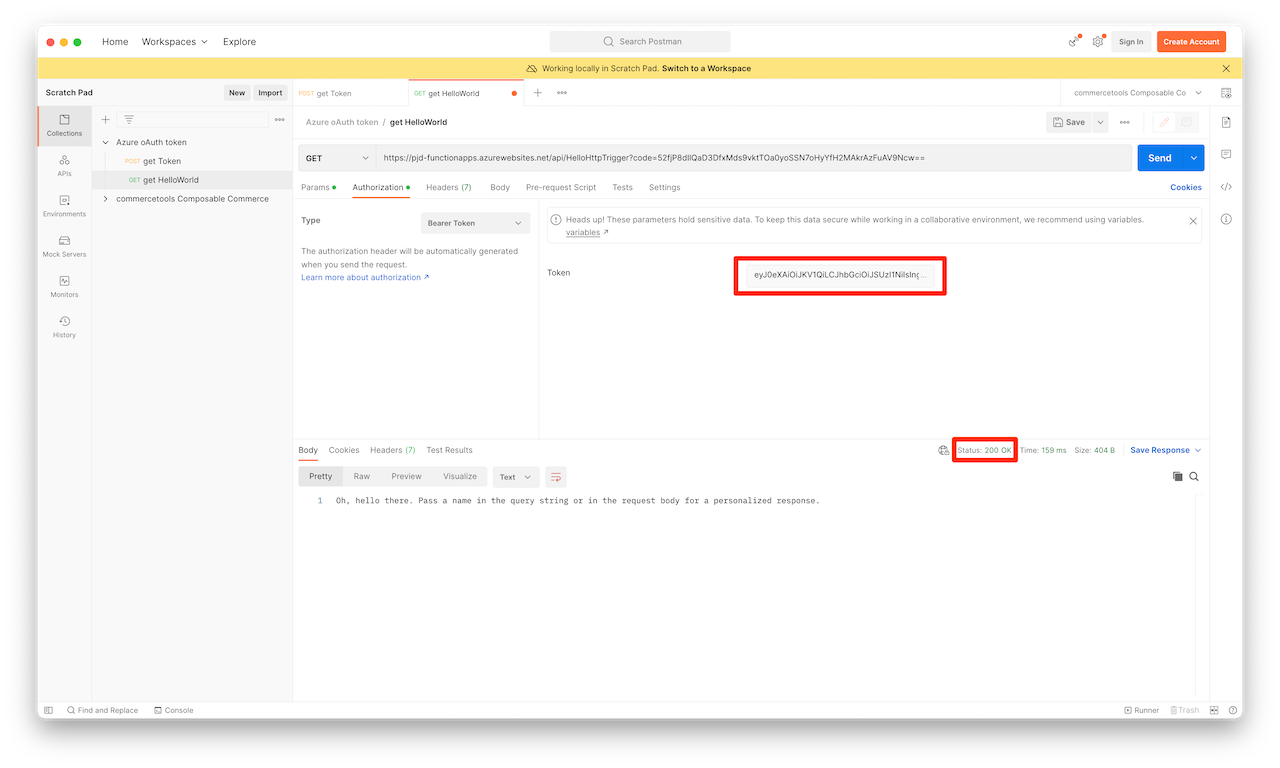 Home Workspaces Explore Search Postman Sign In Create Account
Working locally in Scratch Pad. Switch to a Workspace
Scratch Pad New Import POST get Token GET get HelloWorld commercetools Composable Co
Azure oAuth token / get HelloWorld Save
Collections
Azure oAuth token
POST get Token
GET get HelloWorld
commercetools Composable Commerce
APIs
Environments
Mock Servers
Monitors
History
GET https://pjd-functionapps.azurewebsites.net/api/HelloHttpTrigger?code=52fjP8dIlQaD3DfxMds9vktTOa0yoSSN7oHyYfH2MAkrAzFuAV9Ncw== Send
Params Authorization Headers (7) Body Pre-request Script Tests Settings Cookies
Type Bearer Token
The authorization header will be automatically generated
when you send the request.
Learn more about authorization ↗
Heads up! These parameters hold sensitive data. To keep this data secure while working in a collaborative environment, we recommend using variables.
variables ↗
Token eyJ0eXAiOiJKV1QiLCJhbGciOiJSUzI1NiIsIng...
Body Cookies Headers (7) Test Results Status: 200 OK Time: 159 ms Size: 404 B Save Response
Pretty Raw Preview Visualize Text
1 Oh, hello there. Pass a name in the query string or in the request body for a personalized response.
Find and Replace Console Runner Trash